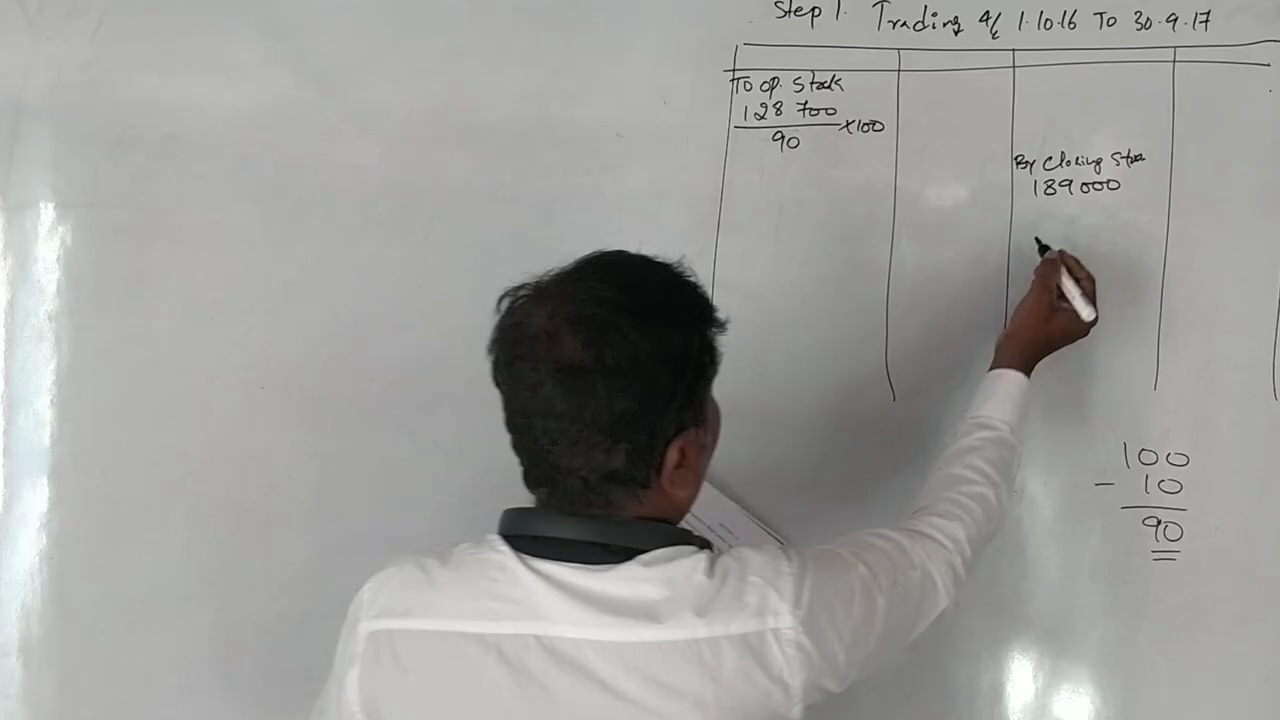 Step 1. Trading A/c 1.10.16 To 30.9.17
To op. Stock
128 700
90 ×100
By Closing Stock
189000
100
- 10
90